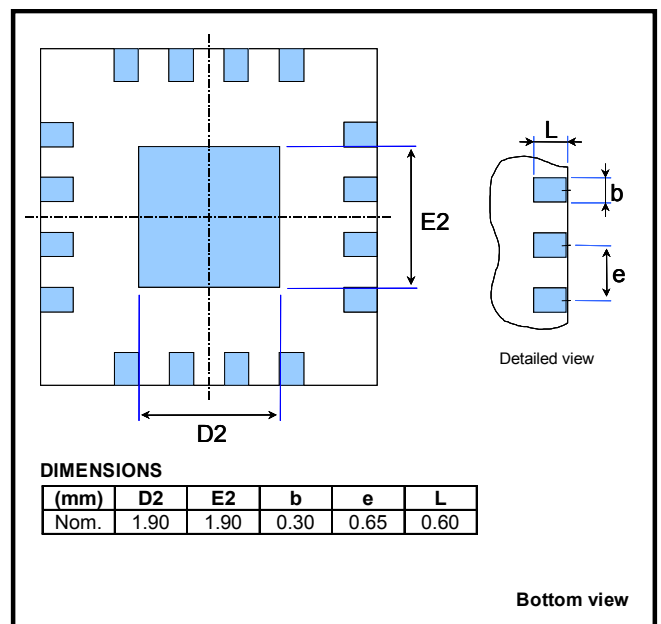 L
b
E2
e
Detailed view
D2
DIMENSIONS
(mm) D2 E2 b e L
Nom. 1.90 1.90 0.30 0.65 0.60
Bottom view